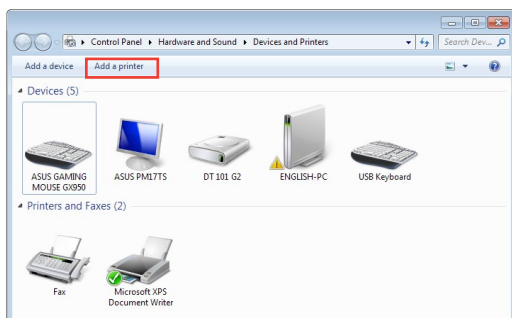 Control Panel ▸ Hardware and Sound ▸ Devices and Printers
Search Dev...
Add a device Add a printer
Devices (5)
ASUS GAMING MOUSE GX950
ASUS PM17TS
DT 101 G2
ENGLISH-PC
USB Keyboard
Printers and Faxes (2)
Fax
Microsoft XPS Document Writer